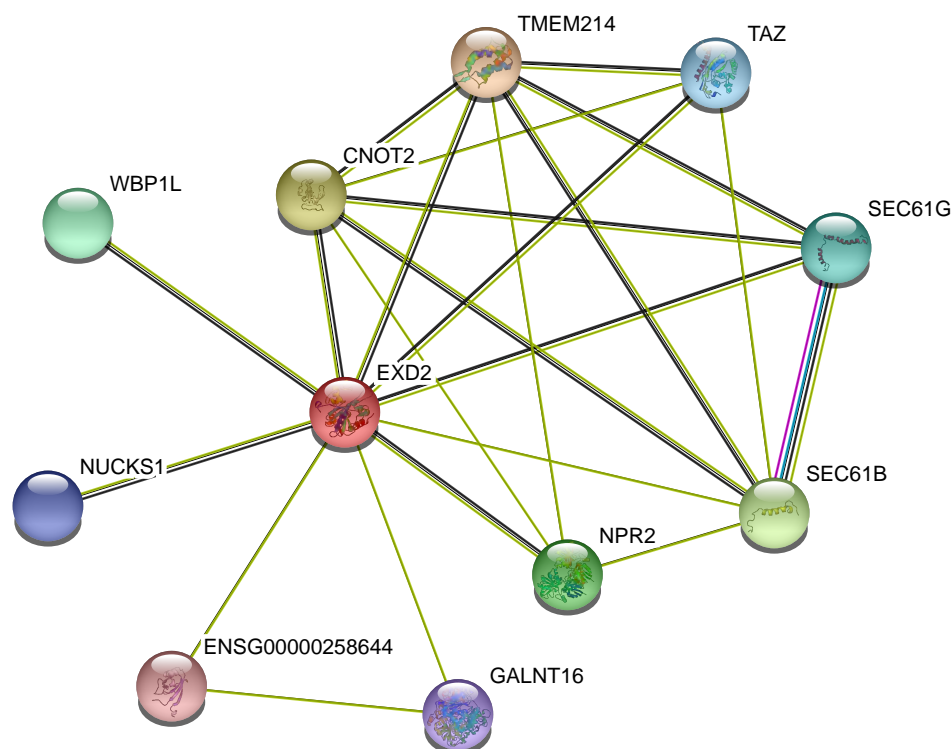 TMEM214
TAZ
CNOT2
WBP1L
SEC61G
EXD2
NUCKS1
SEC61B
NPR2
ENSG00000258644
GALNT16